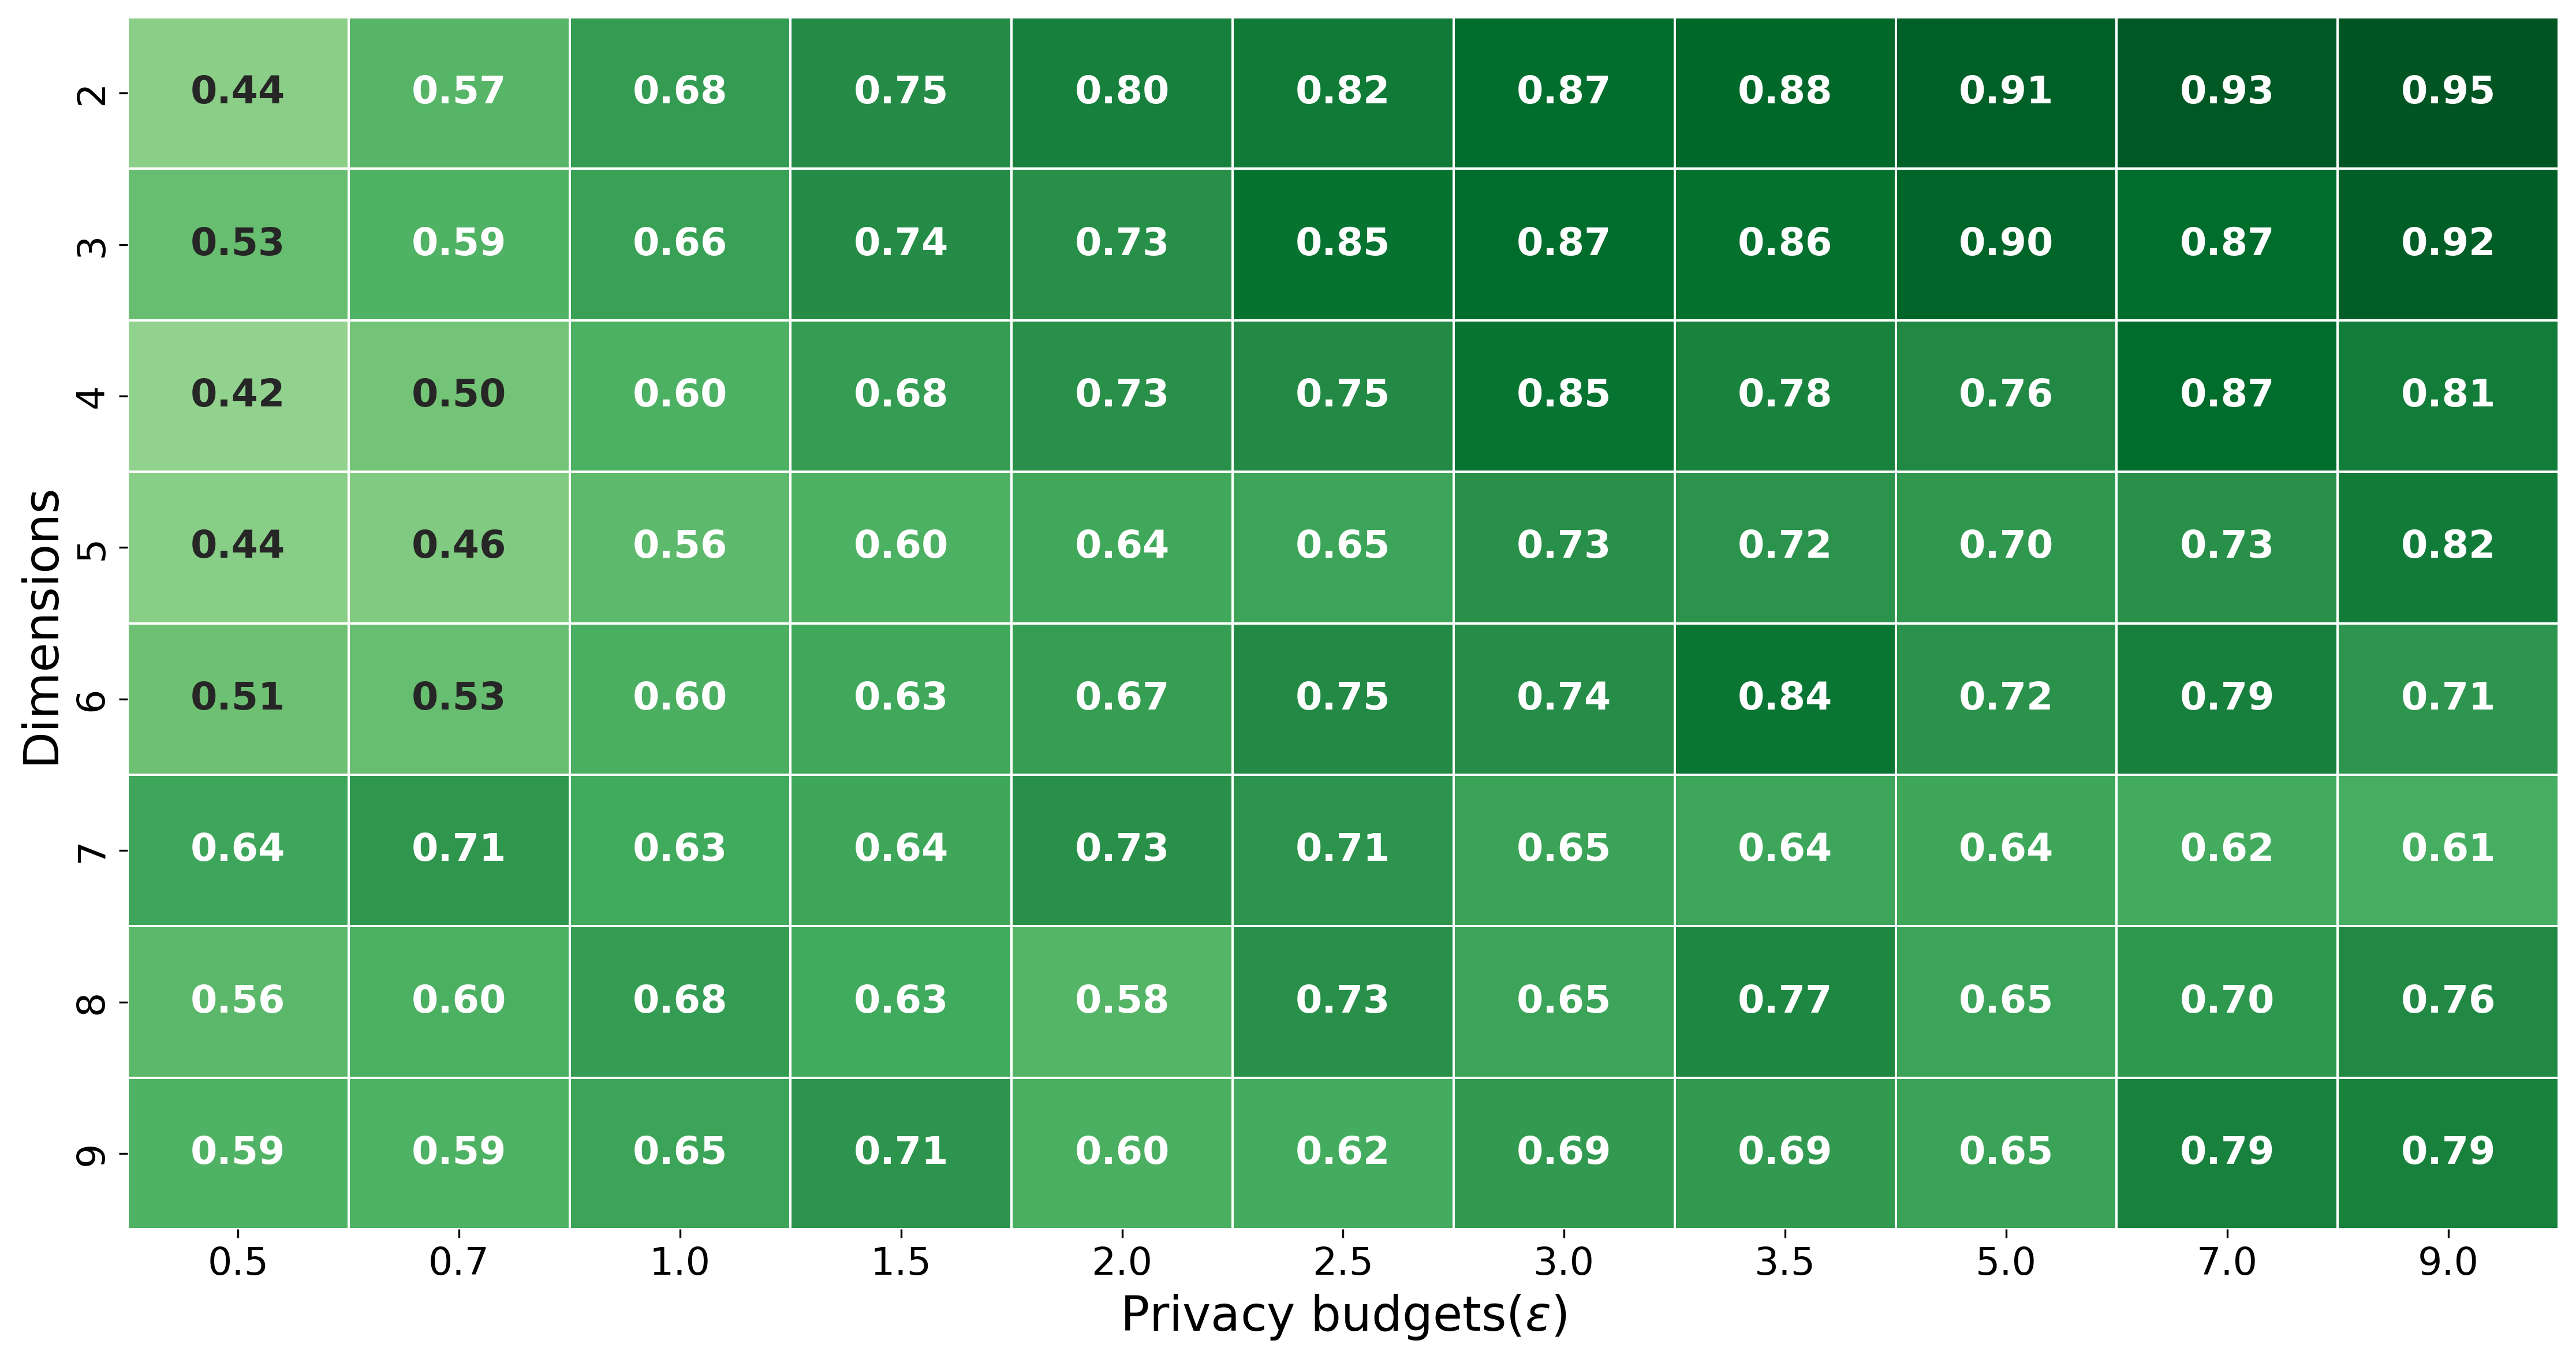 2 0.44 0.57 0.68 0.75 0.80 0.82 0.87 0.88 0.91 0.93 0.95
3 0.53 0.59 0.66 0.74 0.73 0.85 0.87 0.86 0.90 0.87 0.92
4 0.42 0.50 0.60 0.68 0.73 0.75 0.85 0.78 0.76 0.87 0.81
5 0.44 0.46 0.56 0.60 0.64 0.65 0.73 0.72 0.70 0.73 0.82
6 0.51 0.53 0.60 0.63 0.67 0.75 0.74 0.84 0.72 0.79 0.71
7 0.64 0.71 0.63 0.64 0.73 0.71 0.65 0.64 0.64 0.62 0.61
8 0.56 0.60 0.68 0.63 0.58 0.73 0.65 0.77 0.65 0.70 0.76
9 0.59 0.59 0.65 0.71 0.60 0.62 0.69 0.69 0.65 0.79 0.79
0.5 0.7 1.0 1.5 2.0 2.5 3.0 3.5 5.0 7.0 9.0
Privacy budgets(ε)
Dimensions